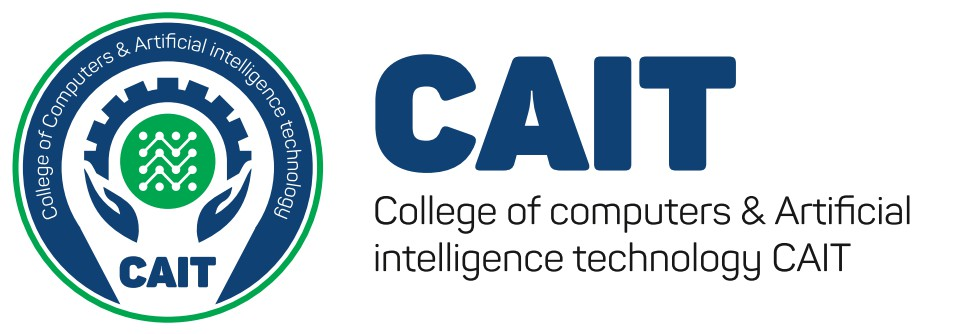 College of Computers & Artificial intelligence technology
CAIT
CAIT
College of computers & Artificial
intelligence technology CAIT